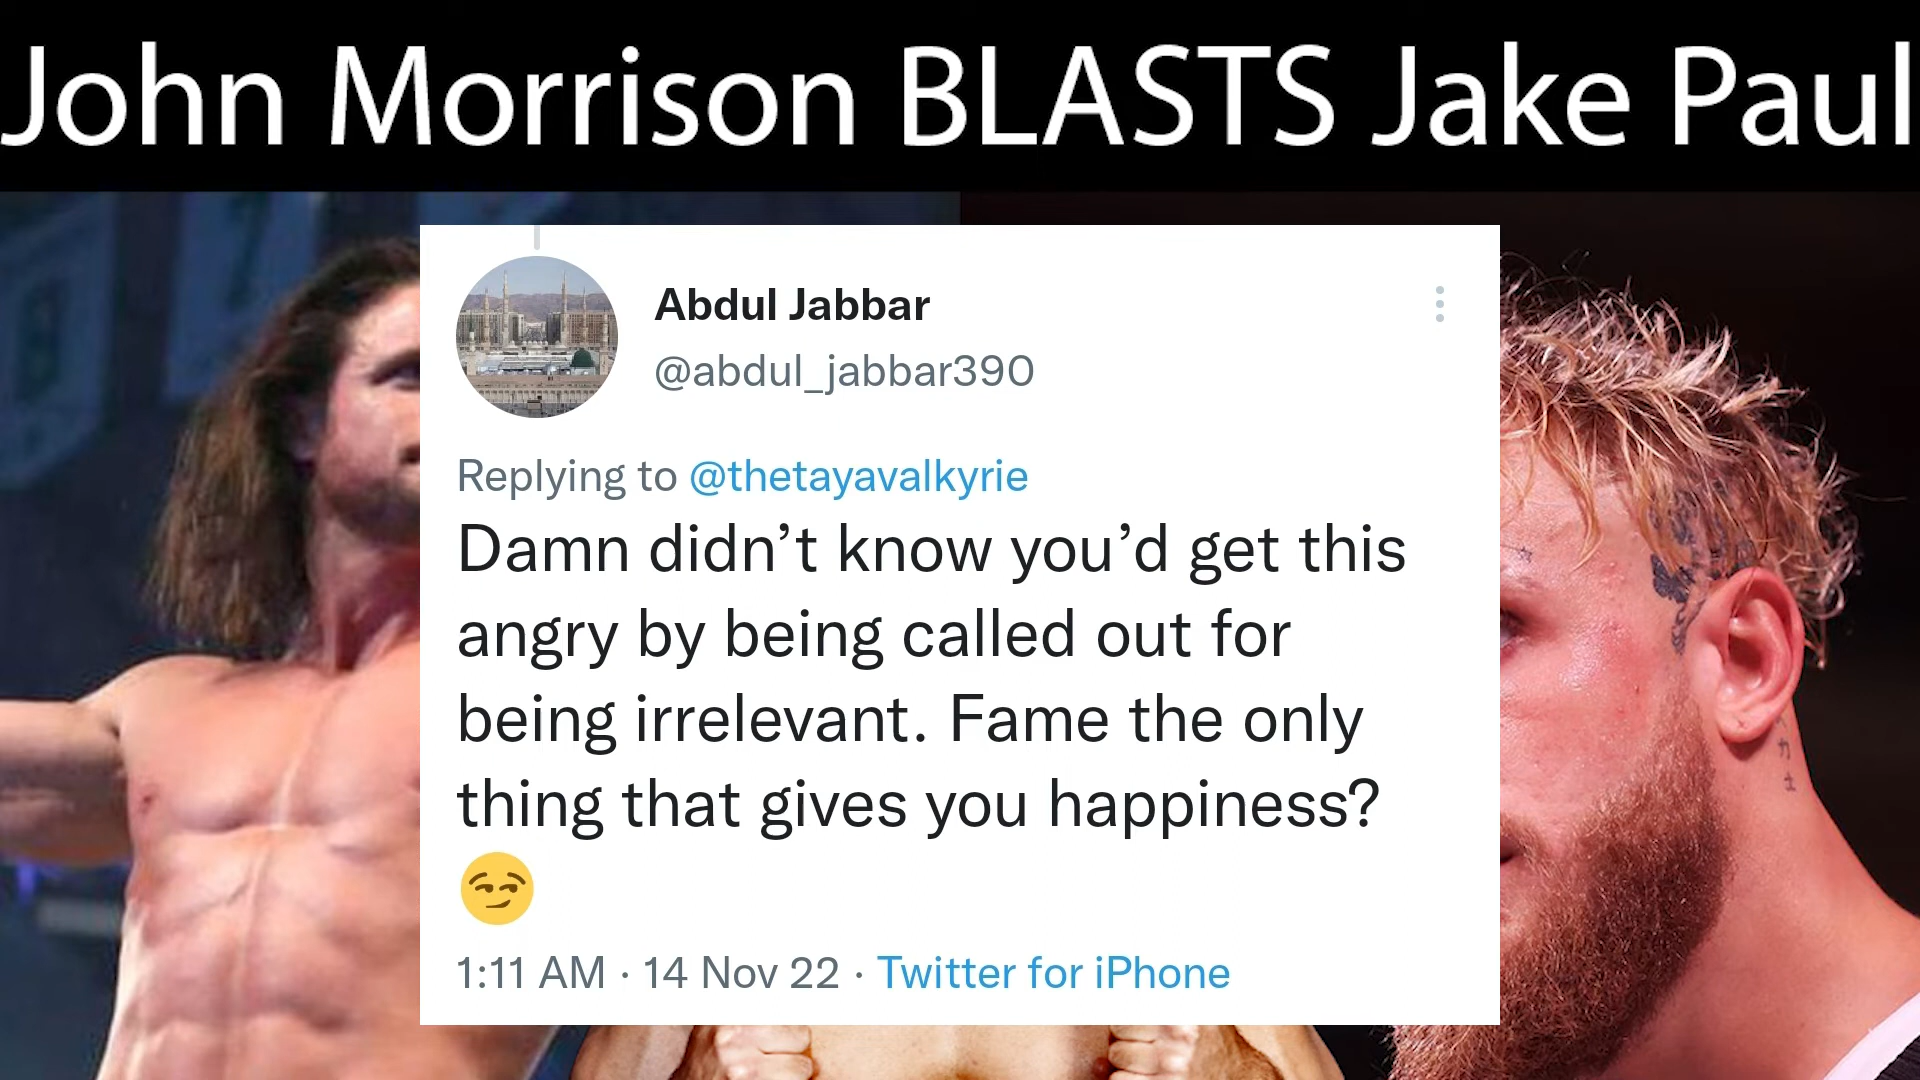 John Morrison BLASTS Jake Paul
Abdul Jabbar
@abdul_jabbar390
Replying to @thetayavalkyrie
Damn didn’t know you’d get this
angry by being called out for
being irrelevant. Fame the only
thing that gives you happiness?
😏
1:11 AM · 14 Nov 22 · Twitter for iPhone